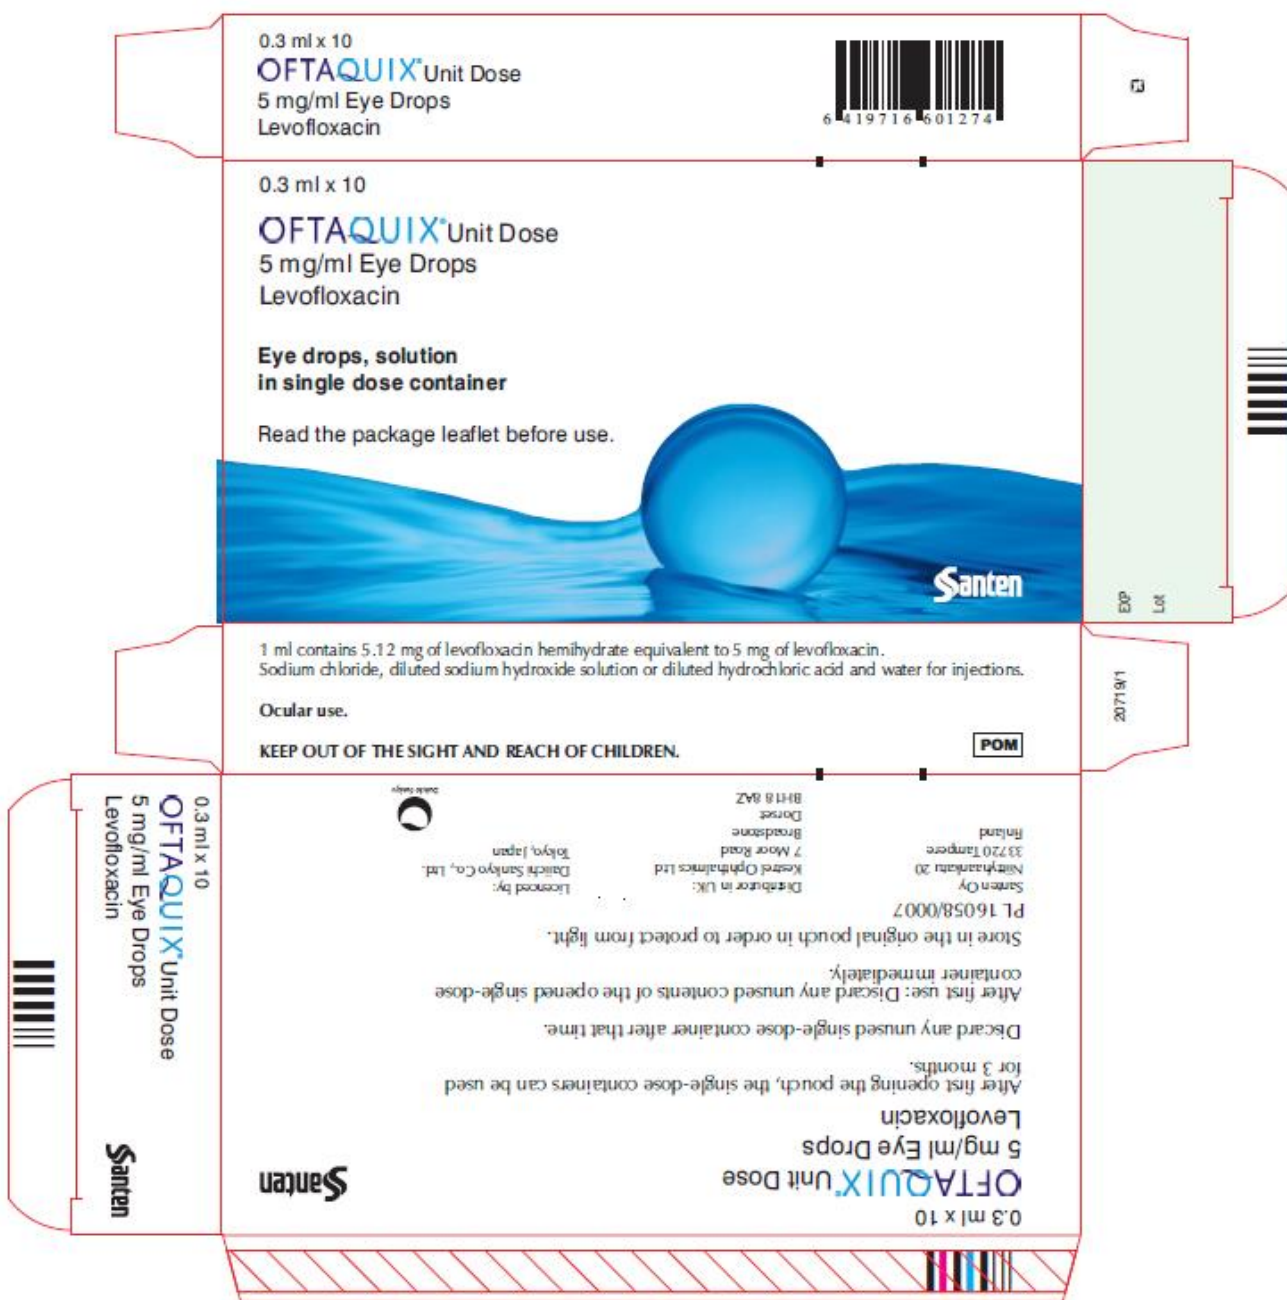 0.3 ml x 10
OFTAQUIX® Unit Dose
5 mg/ml Eye Drops
Levofloxacin
6 419716 601274
0.3 ml x 10
OFTAQUIX® Unit Dose
5 mg/ml Eye Drops
Levofloxacin
Eye drops, solution
in single dose container
Read the package leaflet before use.
Santen
EXP
Lot
1 ml contains 5.12 mg of levofloxacin hemihydrate equivalent to 5 mg of levofloxacin.
Sodium chloride, diluted sodium hydroxide solution or diluted hydrochloric acid and water for injections.
Ocular use.
KEEP OUT OF THE SIGHT AND REACH OF CHILDREN.
POM
20719/1
0.3 ml x 10
OFTAQUIX® Unit Dose
5 mg/ml Eye Drops
Levofloxacin
Santen
0.3 ml x 10
OFTAQUIX® Unit Dose
5 mg/ml Eye Drops
Levofloxacin
Santen
After first opening the pouch, the single-dose containers can be used
for 3 months.
Discard any unused single-dose container after that time.
After first use: Discard any unused contents of the opened single-dose
container immediately.
Store in the original pouch in order to protect from light.
PL 16058/0007
Santen Oy
Niittyhaankatu 20
33720 Tampere
Finland
Distributor in UK:
Kestrel Ophthalmics Ltd
7 Moor Road
Broadstone
Dorset
BH18 8AZ
Licenced by:
Daiichi Sankyo Co., Ltd.
Tokyo, Japan
Daiichi-Sankyo